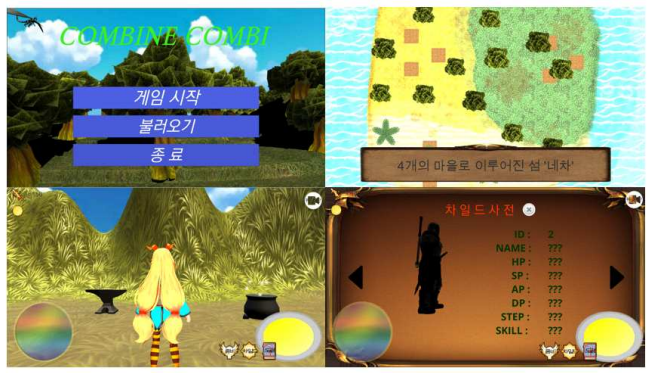 COMBINE COMBI
게임 시작
불러오기
종 료
4개의 마을로 이루어진 섬 '네차'
차일드사전
ID : 2
NAME : ???
HP : ???
SP : ???
AP : ???
DP : ???
STEP : ???
SKILL : ???